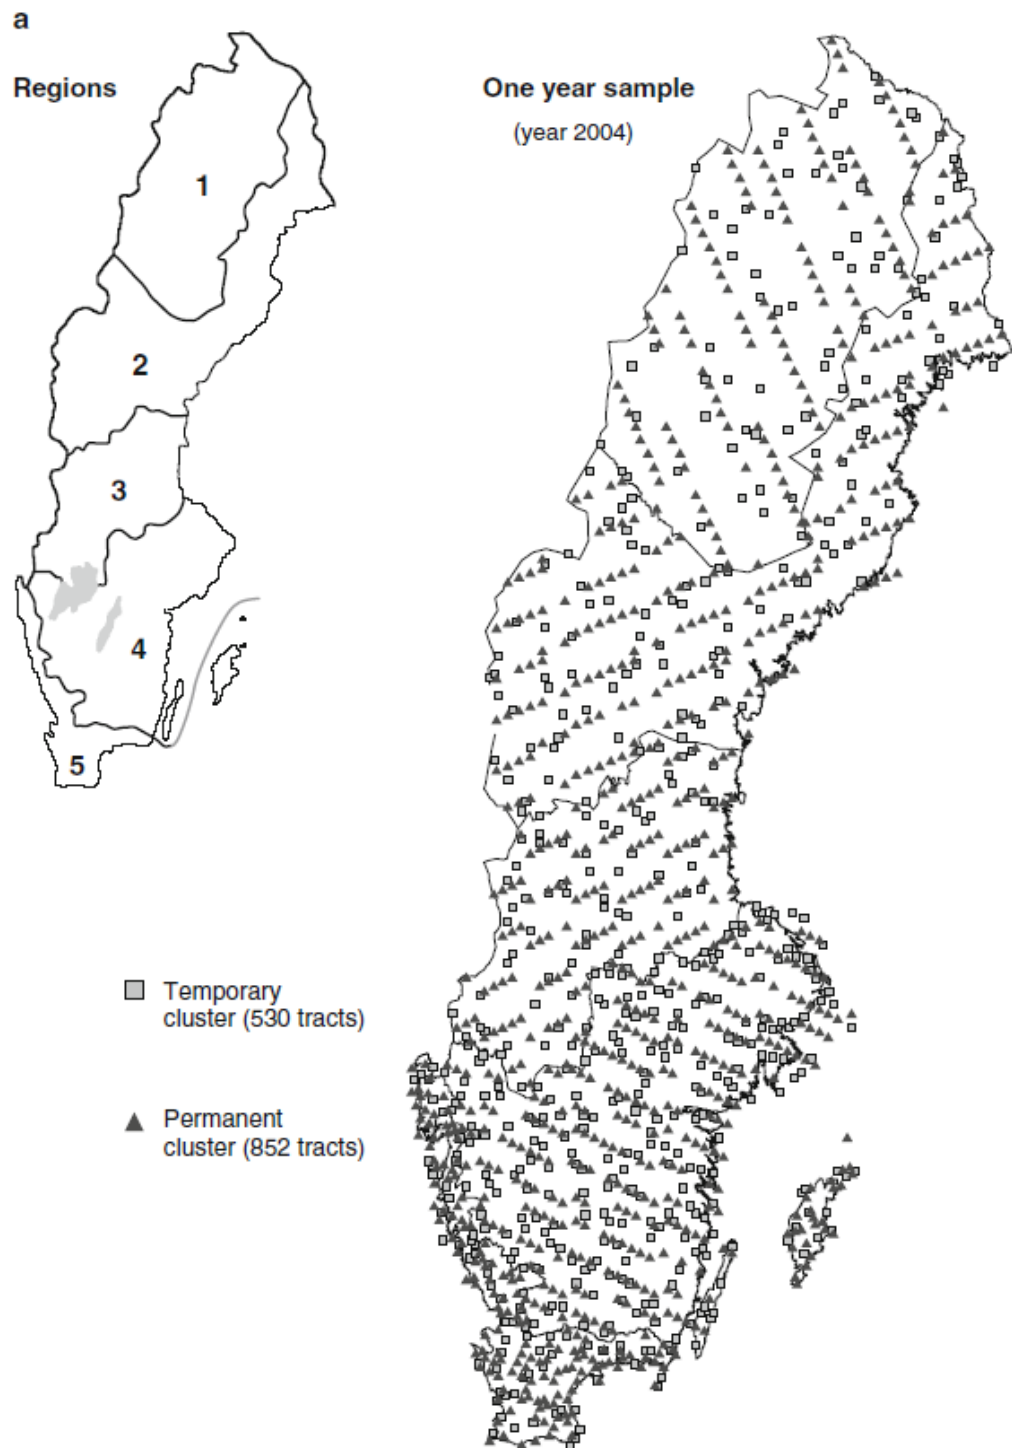 a
Regions
One year sample
(year 2004)
1
2
3
4
5
Temporary
cluster (530 tracts)
Permanent
cluster (852 tracts)